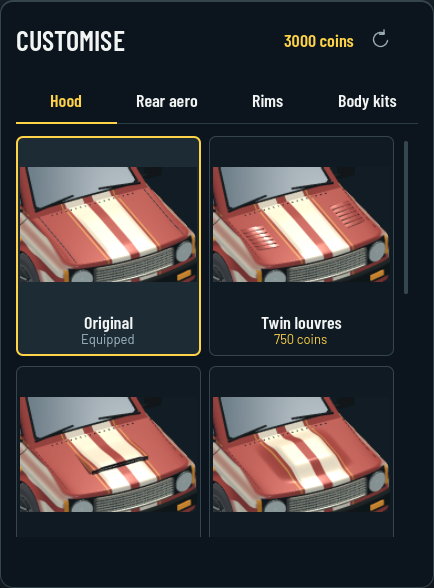 CUSTOMISE
3000 coins
Hood
Rear aero
Rims
Body kits
Original
Equipped
Twin louvres
750 coins